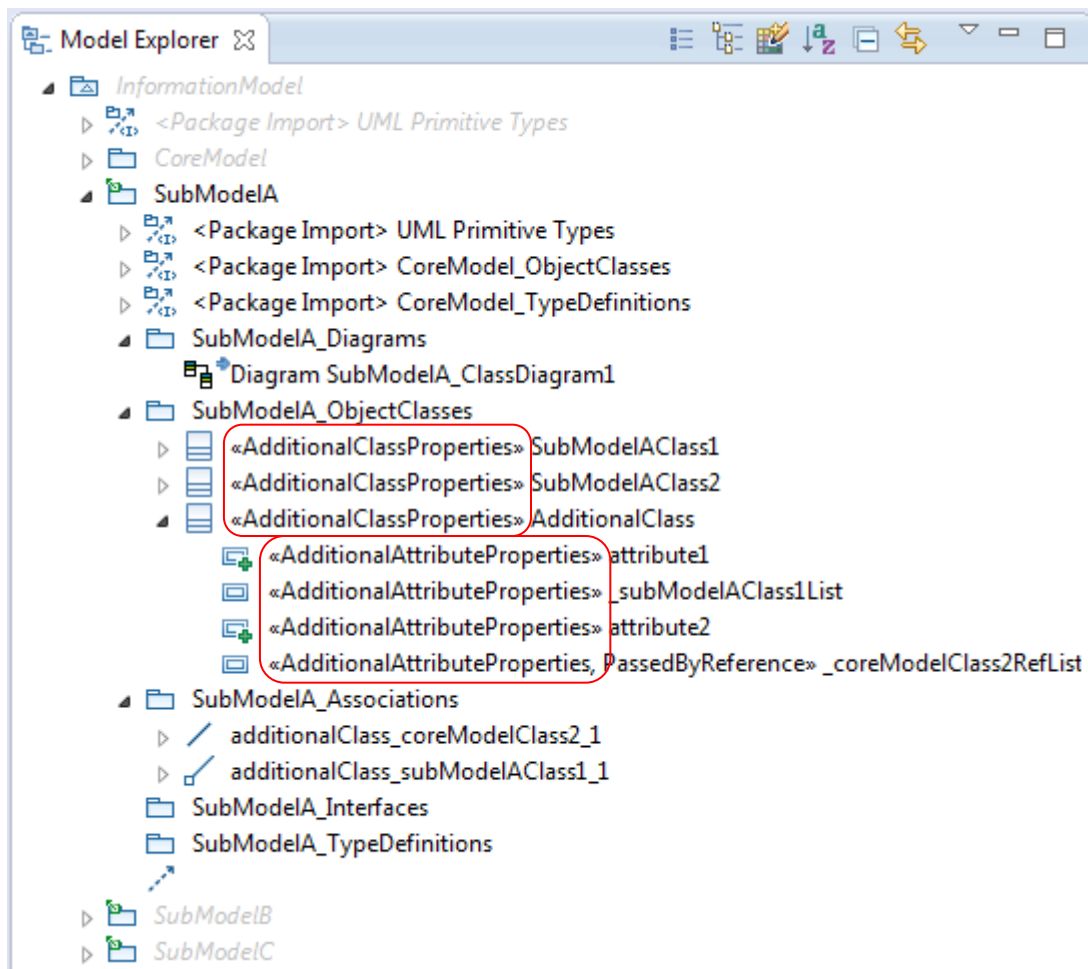 Model Explorer
InformationModel
<Package Import> UML Primitive Types
CoreModel
SubModelA
<Package Import> UML Primitive Types
<Package Import> CoreModel_ObjectClasses
<Package Import> CoreModel_TypeDefinitions
SubModelA_Diagrams
Diagram SubModelA_ClassDiagram1
SubModelA_ObjectClasses
«AdditionalClassProperties» SubModelAClass1
«AdditionalClassProperties» SubModelAClass2
«AdditionalClassProperties» AdditionalClass
«AdditionalAttributeProperties» attribute1
«AdditionalAttributeProperties» _subModelAClass1List
«AdditionalAttributeProperties» attribute2
«AdditionalAttributeProperties, PassedByReference» _coreModelClass2RefList
SubModelA_Associations
additionalClass_coreModelClass2_1
additionalClass_subModelAClass1_1
SubModelA_Interfaces
SubModelA_TypeDefinitions
SubModelB
SubModelC